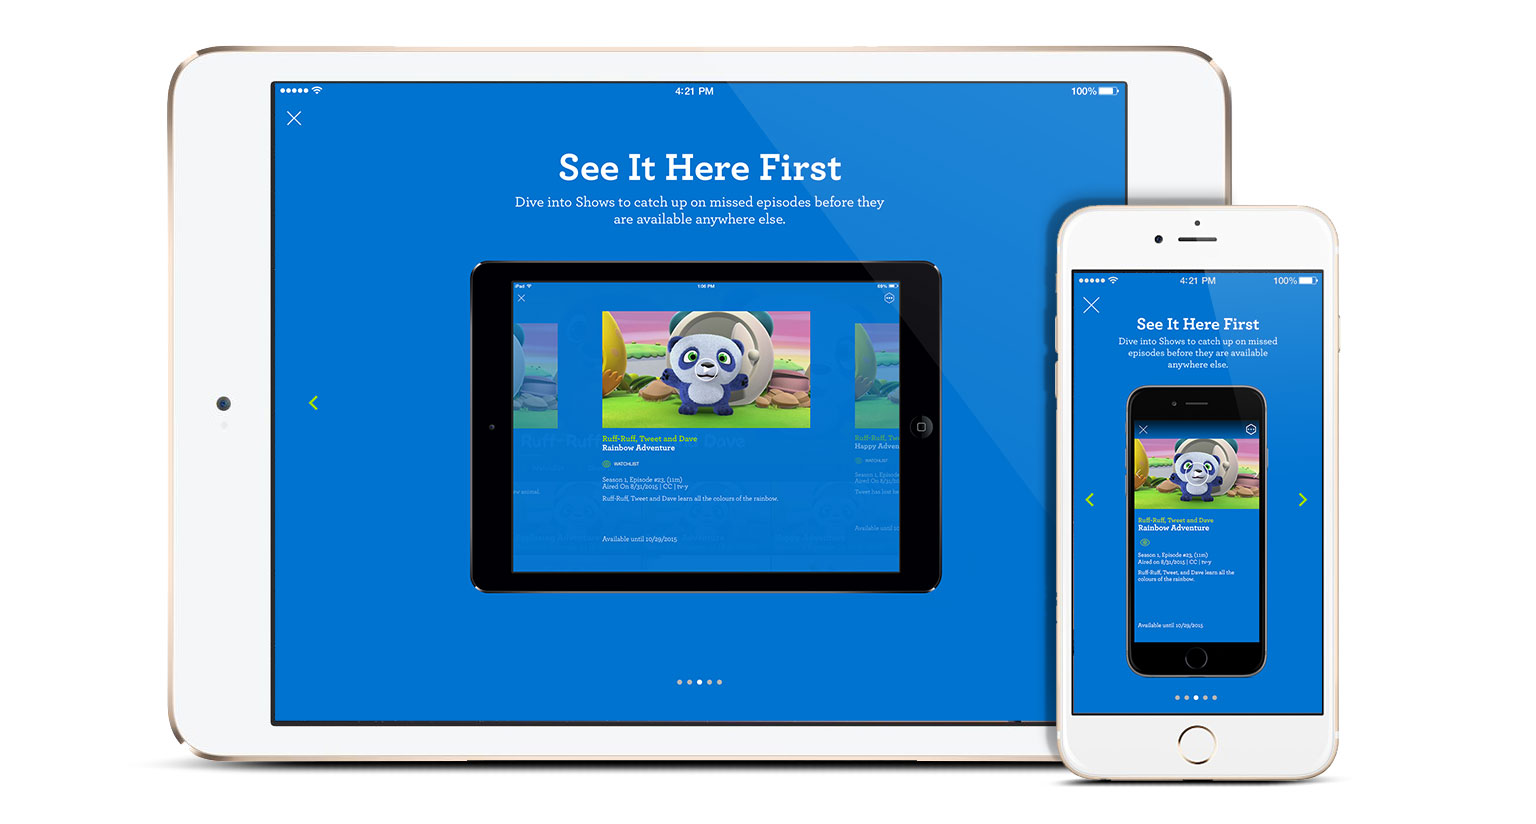 4:21 PM
100%
See It Here First
Dive into Shows to catch up on missed episodes before they
are available anywhere else.
iPad
1:06 PM
89%
Ruff-Ruff, Tweet and Dave
Rainbow Adventure
WATCHLIST
Season 1, Episode #23, (11m)
Aired On 8/31/2015 | CC | tv-y
Ruff-Ruff, Tweet and Dave learn all the colours of the rainbow.
Available until 10/29/2015
Ruff-Ruff, Twe
Happy Adven
WATCHLIST
Season 1, Episode
Aired On 8/31/2015
Tweet has lost he
Available until 10
4:21 PM
100%
See It Here First
Dive into Shows to catch up on missed
episodes before they are available
anywhere else.
Ruff-Ruff, Tweet and Dave
Rainbow Adventure
Season 1, Episode #23, (11m)
Aired on 8/31/2015 | CC | tv-y
Ruff-Ruff, Tweet, and Dave learn all the
colours of the rainbow.
Available until 10/29/2015